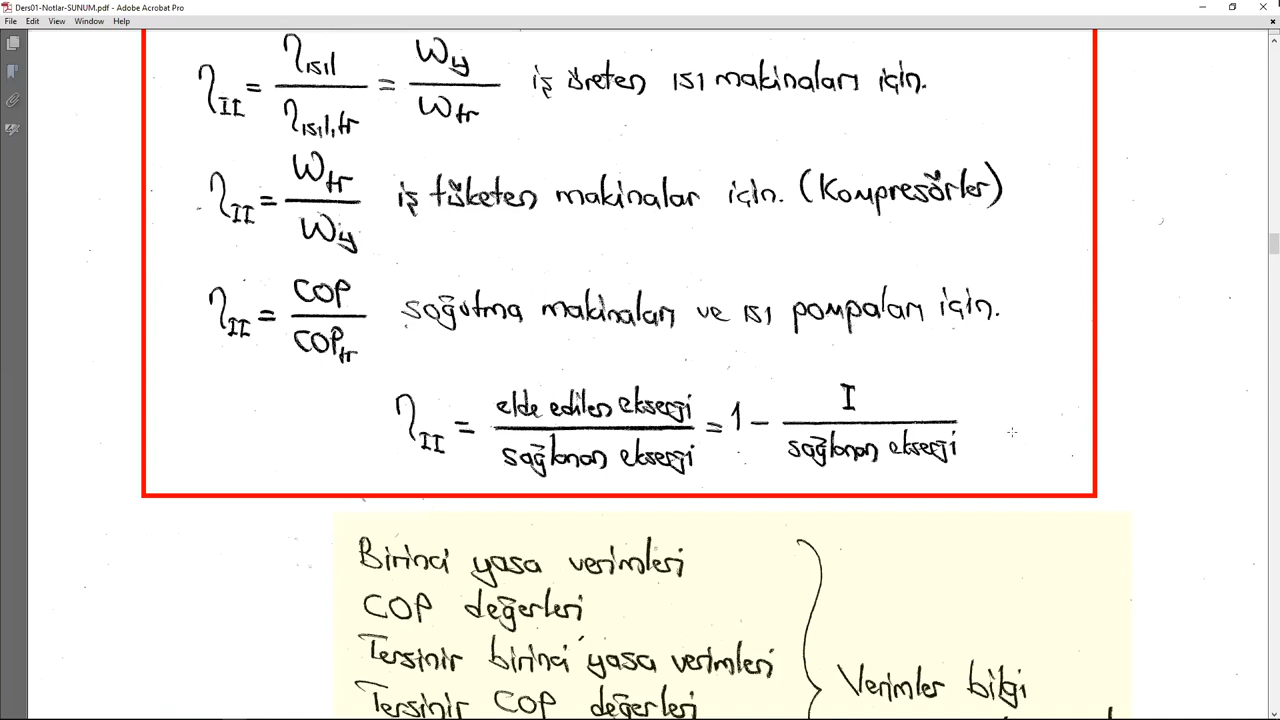 Ders01-Notlar-SUNUM.pdf - Adobe Acrobat Pro
File Edit View Window Help
η_II = η_ısıl / η_ısıl,tr = W_y / W_tr iş üreten ısı makinaları için.
η_II = W_tr / W_y iş tüketen makinalar için. (Kompresörler)
η_II = COP / COP_tr soğutma makinaları ve ısı pompaları için.
η_II = elde edilen ekserji / sağlanan ekserji = 1 - I / sağlanan ekserji
Birinci yasa verimleri
COP değerleri
Tersinir birinci yasa verimleri
Tersinir COP değerleri
Verimler bilgi